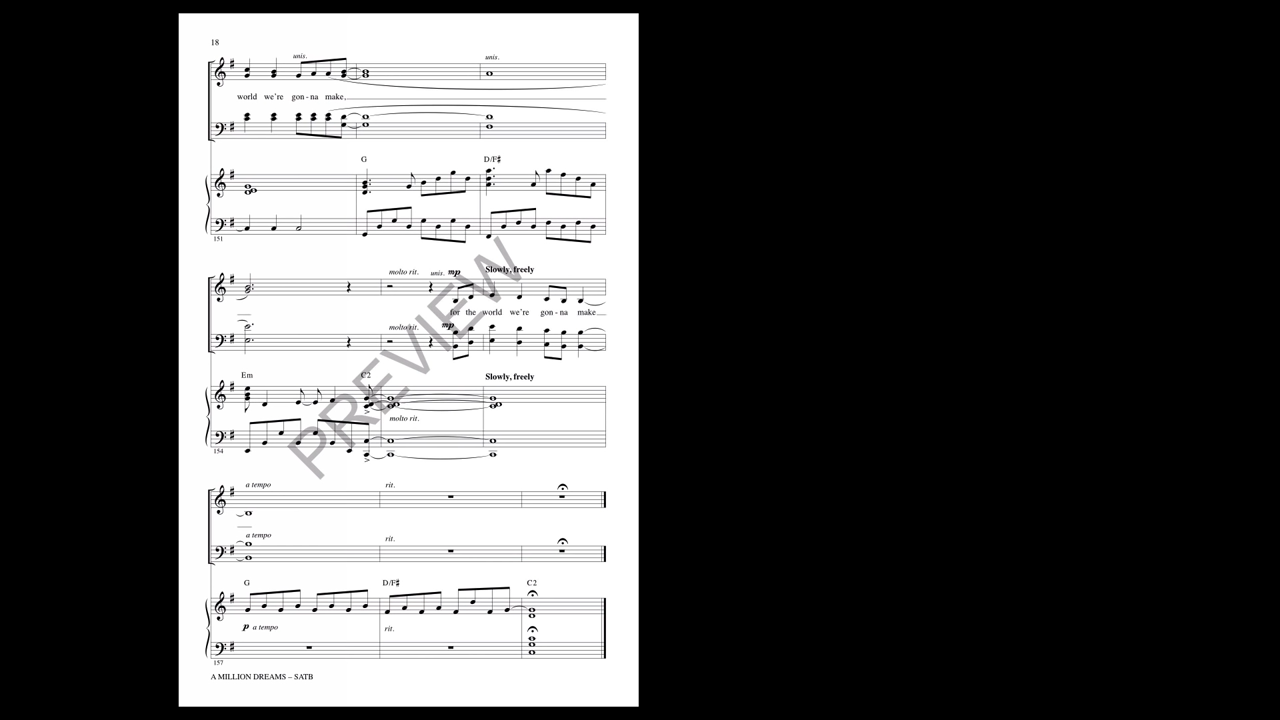 18
unis.
unis.
world we're gon - na make,
G D/F♯
151
molto rit. unis. mp Slowly, freely
for the world we're gon - na make
molto rit. mp
Em C2 Slowly, freely
molto rit.
154
a tempo rit.
a tempo rit.
G D/F♯ C2
p a tempo rit.
157
A MILLION DREAMS – SATB
PREVIEW